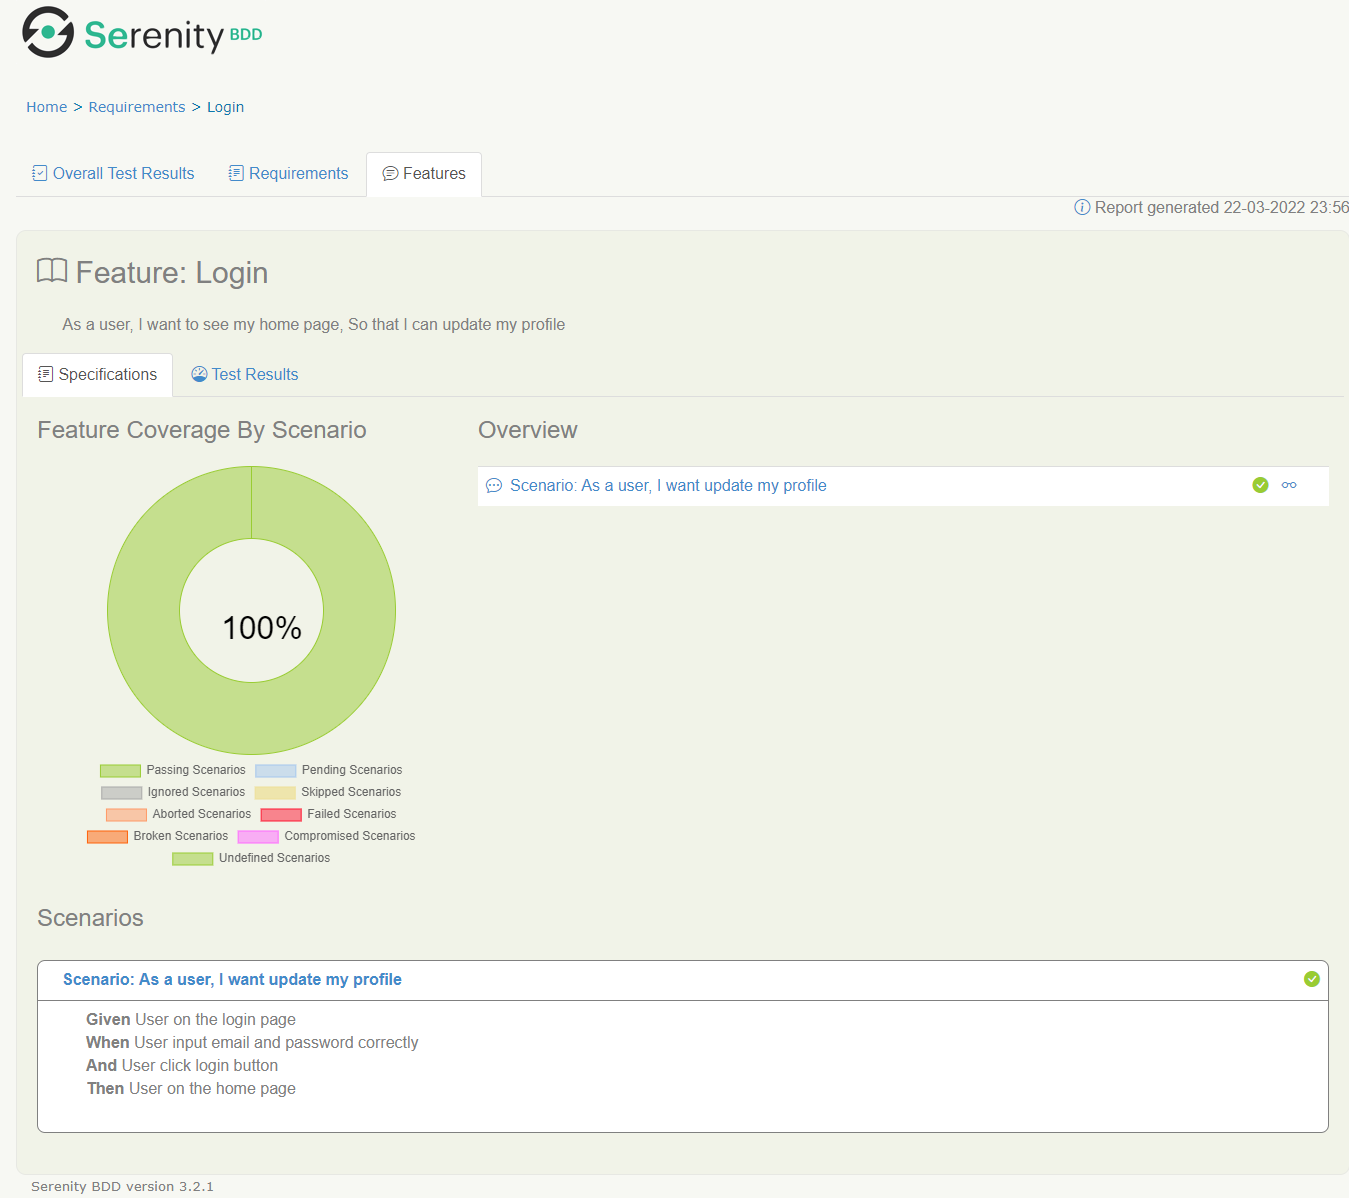 Serenity BDD
Home > Requirements > Login
Overall Test Results Requirements Features
Report generated 22-03-2022 23:56
Feature: Login
As a user, I want to see my home page, So that I can update my profile
Specifications Test Results
Feature Coverage By Scenario
100%
Passing Scenarios Pending Scenarios
Ignored Scenarios Skipped Scenarios
Aborted Scenarios Failed Scenarios
Broken Scenarios Compromised Scenarios
Undefined Scenarios
Overview
Scenario: As a user, I want update my profile
Scenarios
Scenario: As a user, I want update my profile
Given User on the login page
When User input email and password correctly
And User click login button
Then User on the home page
Serenity BDD version 3.2.1